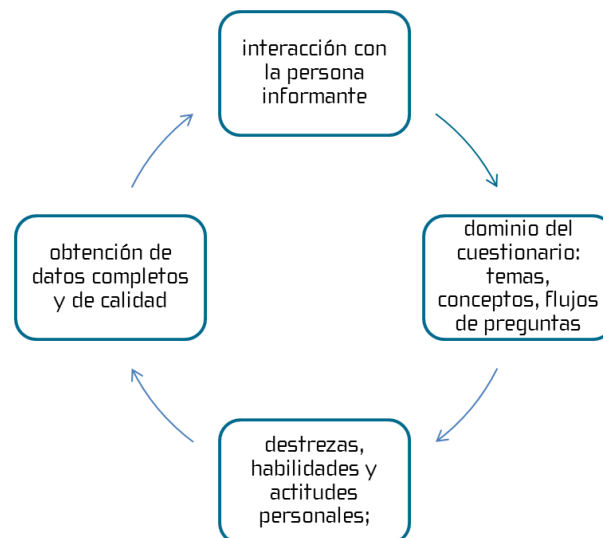 interacción con
la persona
informante
dominio del
cuestionario:
temas,
conceptos, flujos
de preguntas
destrezas,
habilidades y
actitudes
personales;
obtención de
datos completos
y de calidad